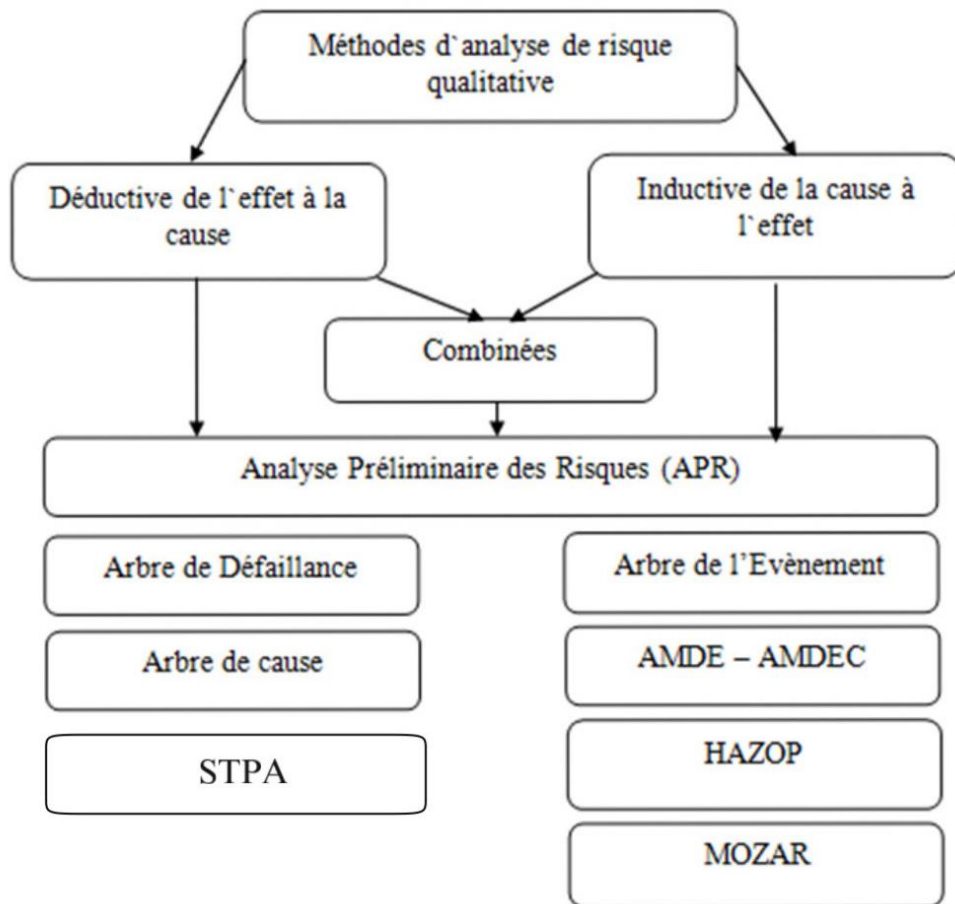 Méthodes d`analyse de risque
qualitative
Déductive de l`effet à la
cause
Inductive de la cause à
l`effet
Combinées
Analyse Préliminaire des Risques (APR)
Arbre de Défaillance
Arbre de cause
STPA
Arbre de l’Evènement
AMDE – AMDEC
HAZOP
MOZAR